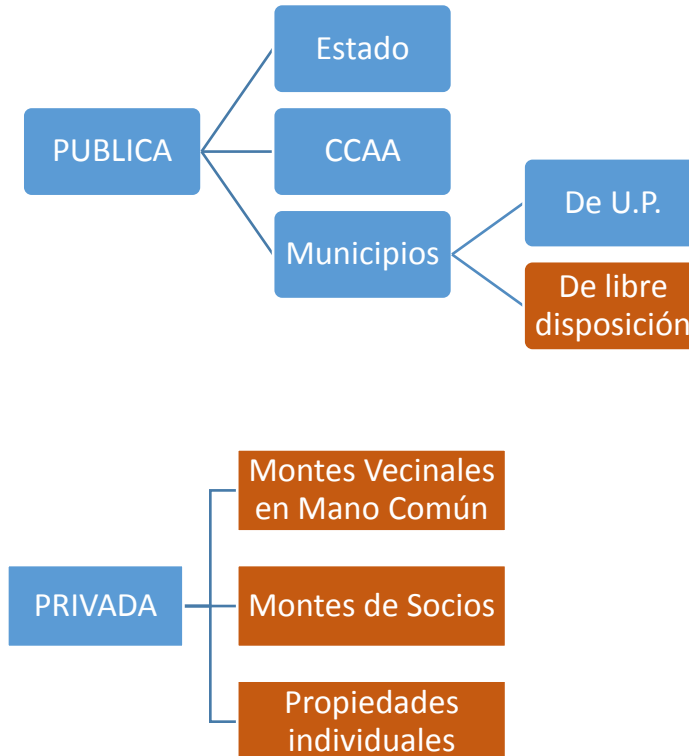 Estado
PUBLICA
CCAA
Municipios
De U.P.
De libre
disposición
Montes Vecinales
en Mano Común
PRIVADA
Montes de Socios
Propiedades
individuales